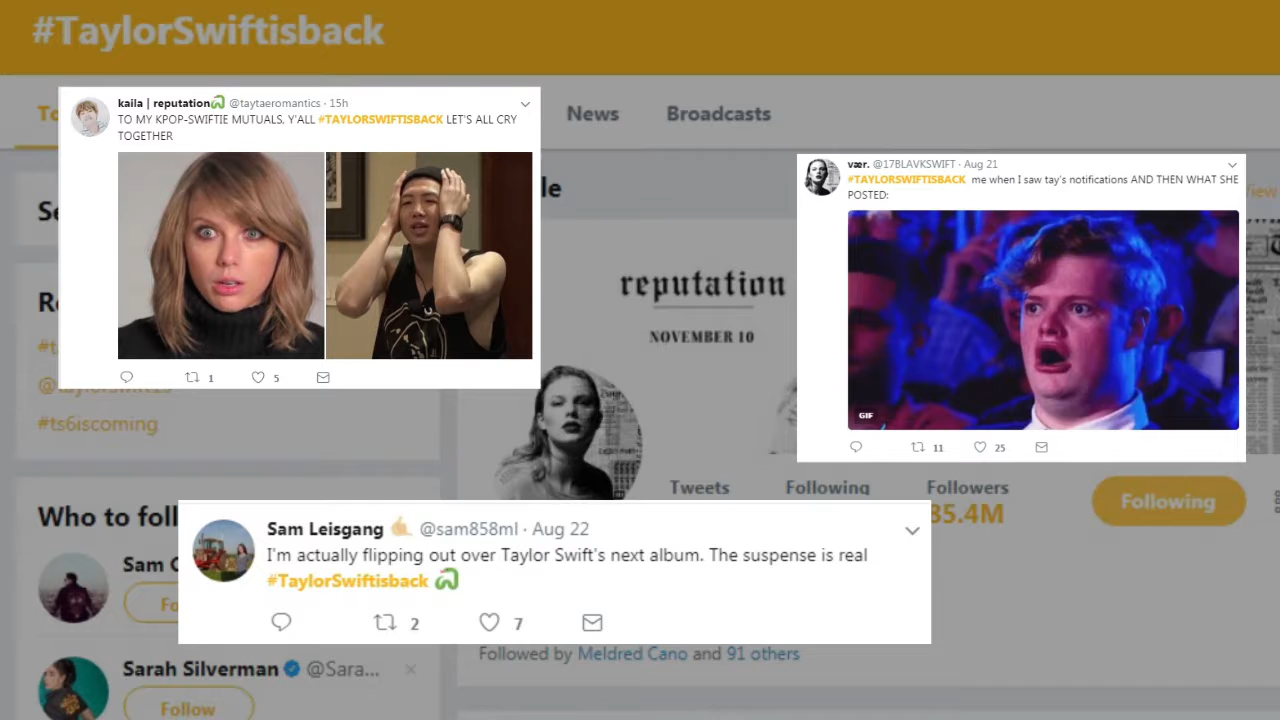 #TaylorSwiftisback
News
Broadcasts
kaila | reputation @taytaeromantics · 15h
TO MY KPOP-SWIFTIE MUTUALS. Y'ALL #TAYLORSWIFTISBACK LET'S ALL CRY
TOGETHER
1
5
vær. @17BLAVKSWIFT · Aug 21
#TAYLORSWIFTISBACK me when I saw tay's notifications AND THEN WHAT SHE
POSTED:
GIF
11
25
reputation
NOVEMBER 10
#ts6iscoming
Tweets
Following
Followers
85.4M
Following
Who to foll
Sam Leisgang @sam858ml · Aug 22
I'm actually flipping out over Taylor Swift's next album. The suspense is real
#TaylorSwiftisback
2
7
Sam
Followed by Meldred Cano and 91 others
Sarah Silverman @Sara...
Follow